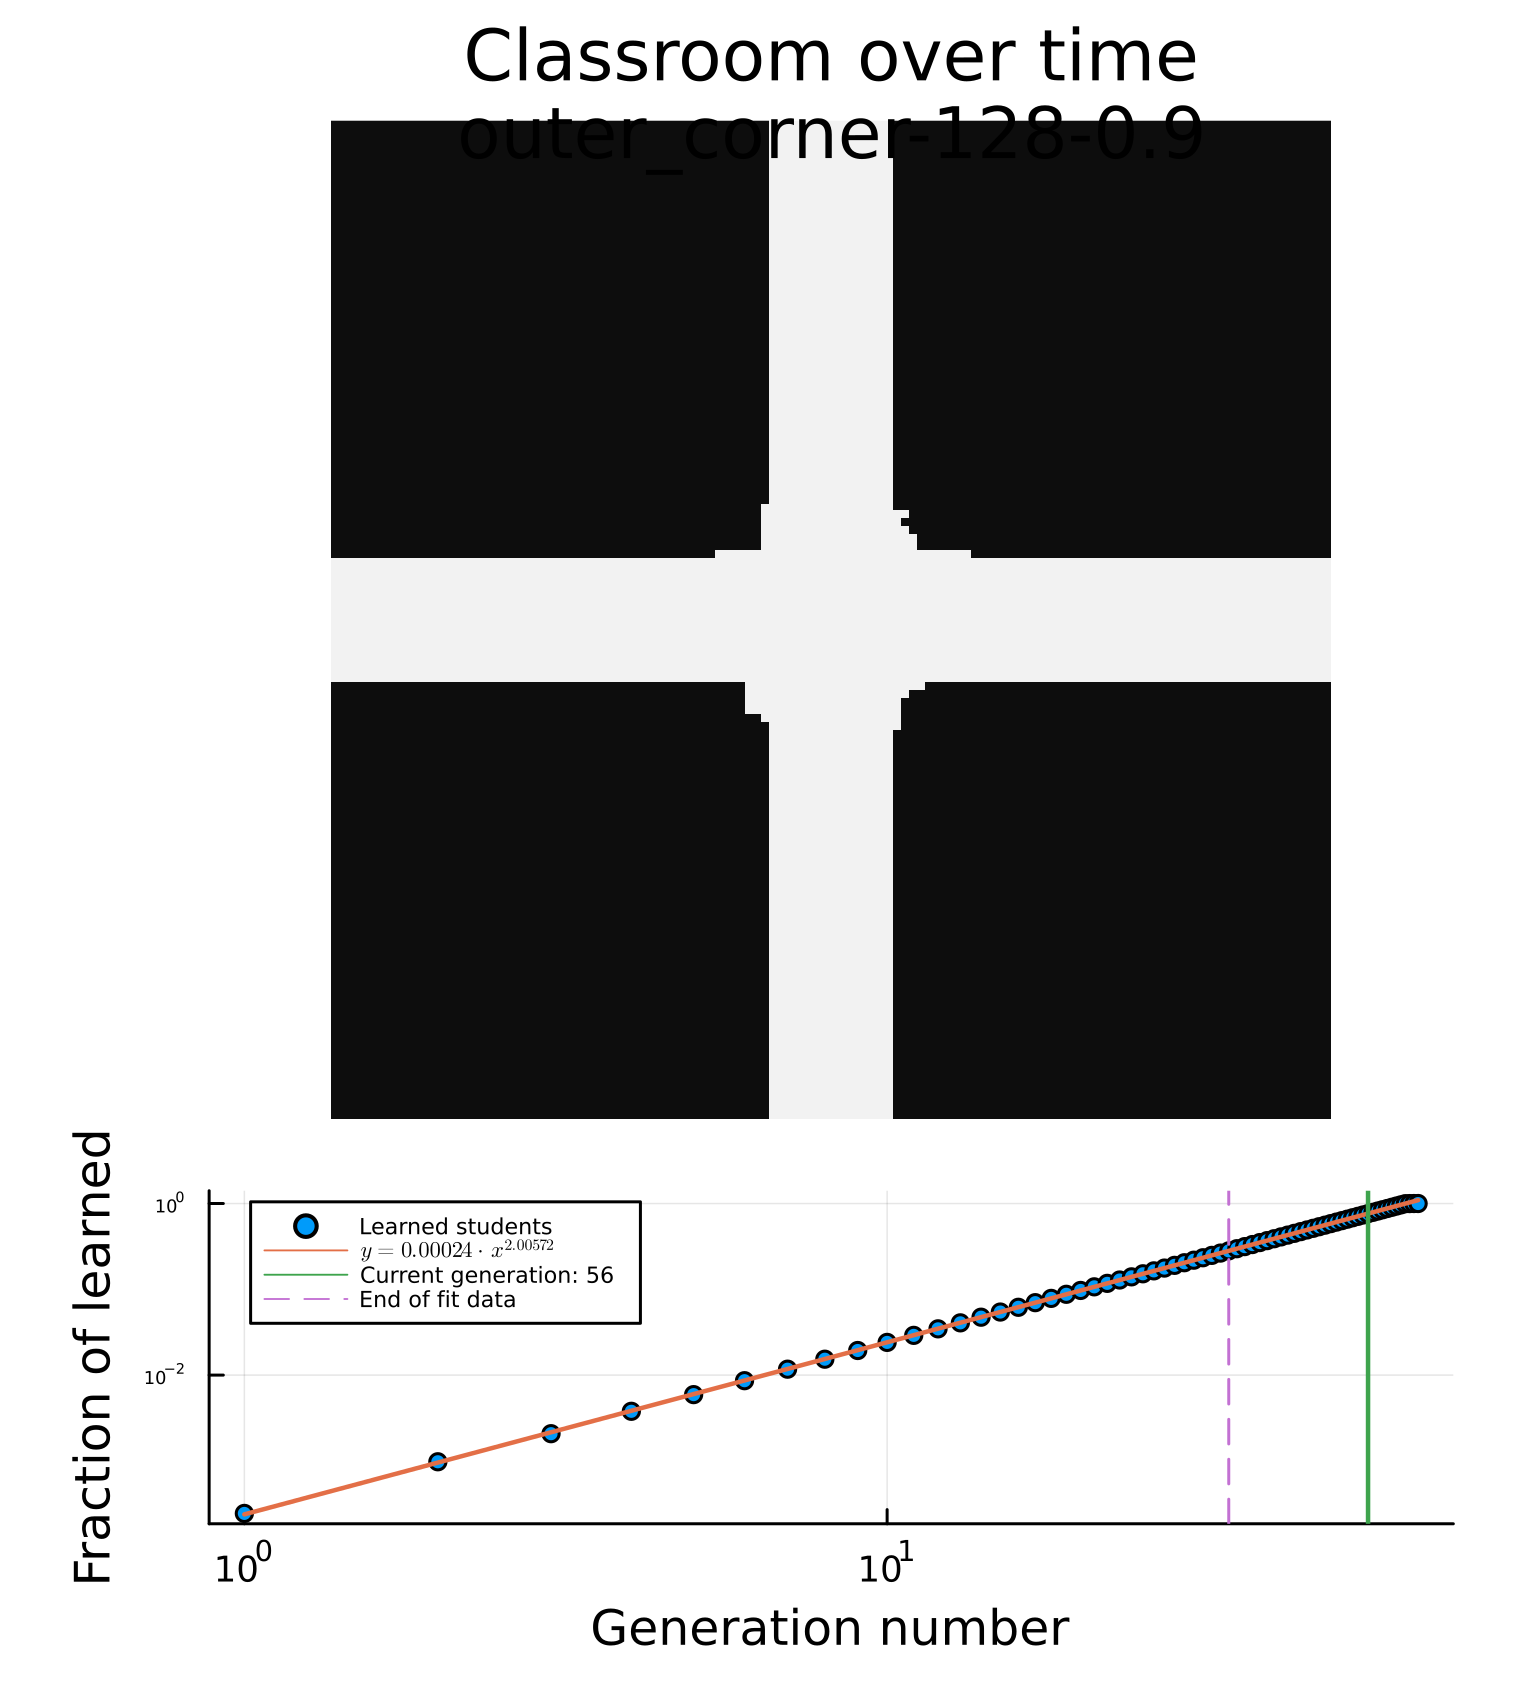 Classroom over time
outer_corner-128-0.9
Fraction of learned
10⁰
10⁻²
Learned students
y = 0.00024 · x^2.00572
Current generation: 56
End of fit data
10⁰
10¹
Generation number